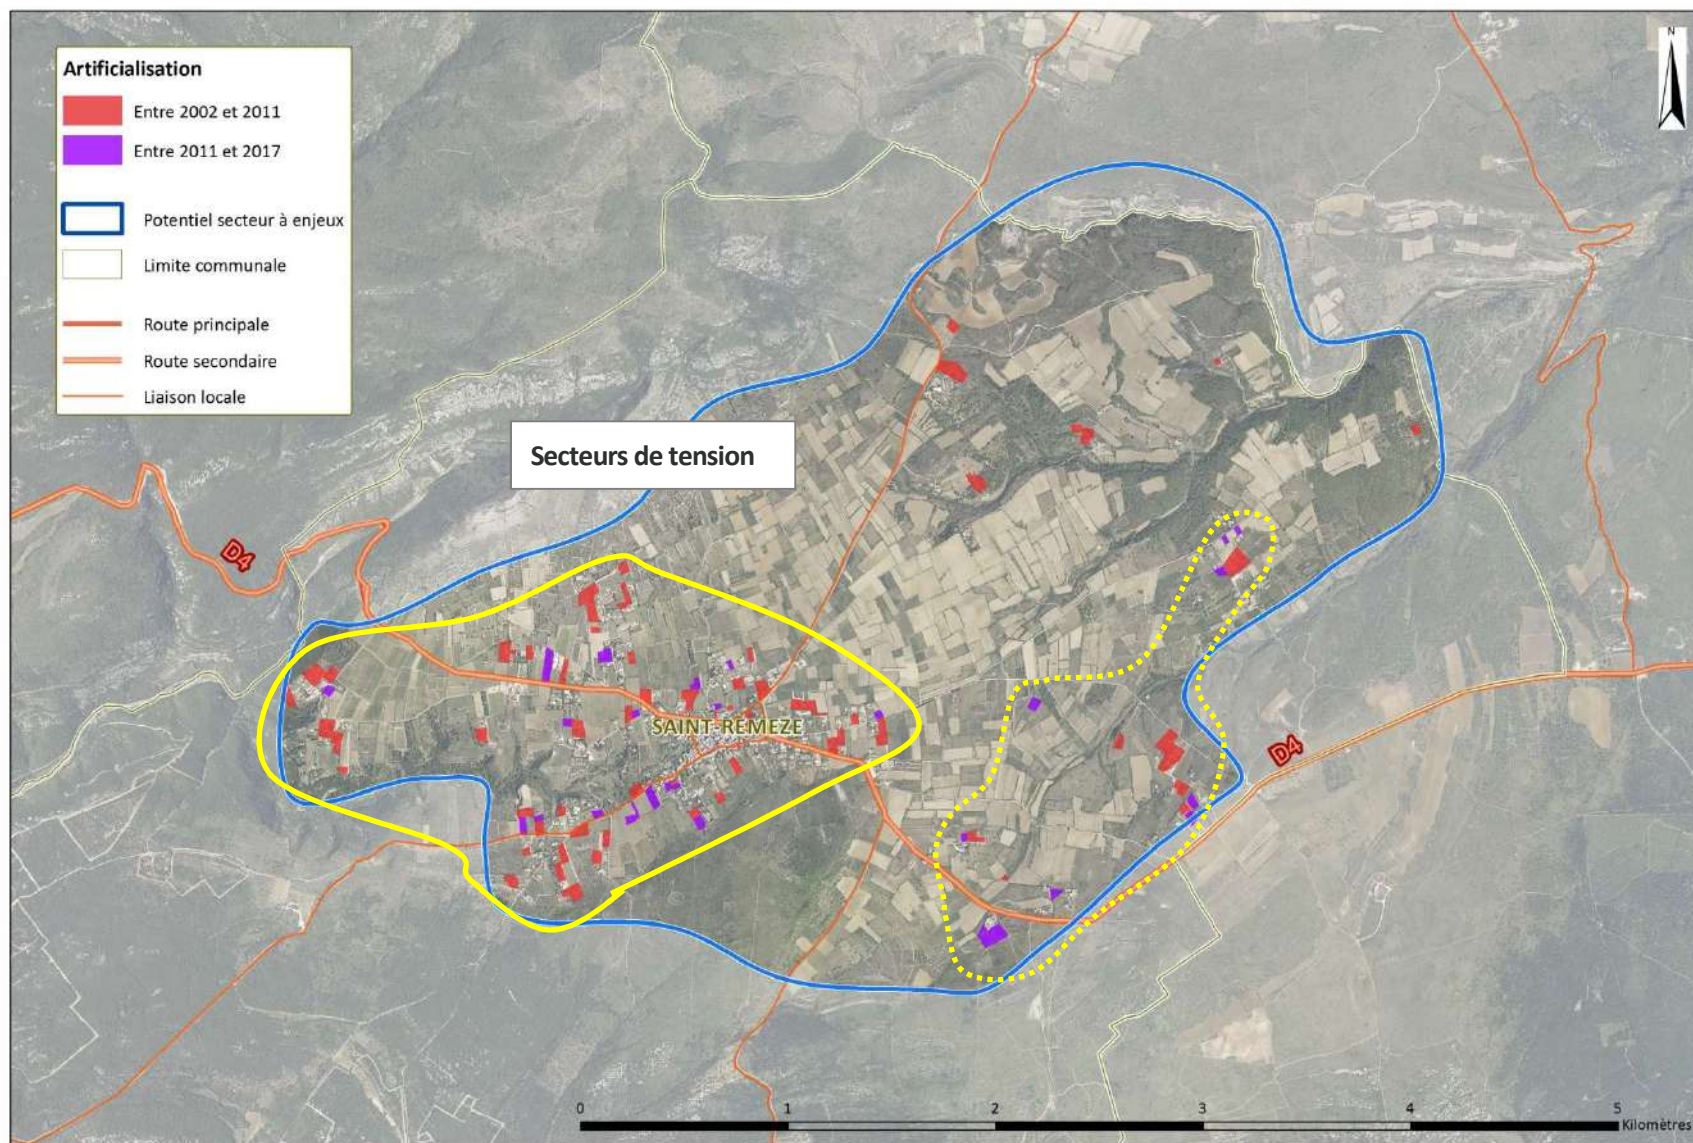 N
Artificialisation
Entre 2002 et 2011
Entre 2011 et 2017
Potentiel secteur à enjeux
Limite communale
Route principale
Route secondaire
Liaison locale
Secteurs de tension
D4
SAINT-REMEZE
D4
0 1 2 3 4 5
Kilomètres